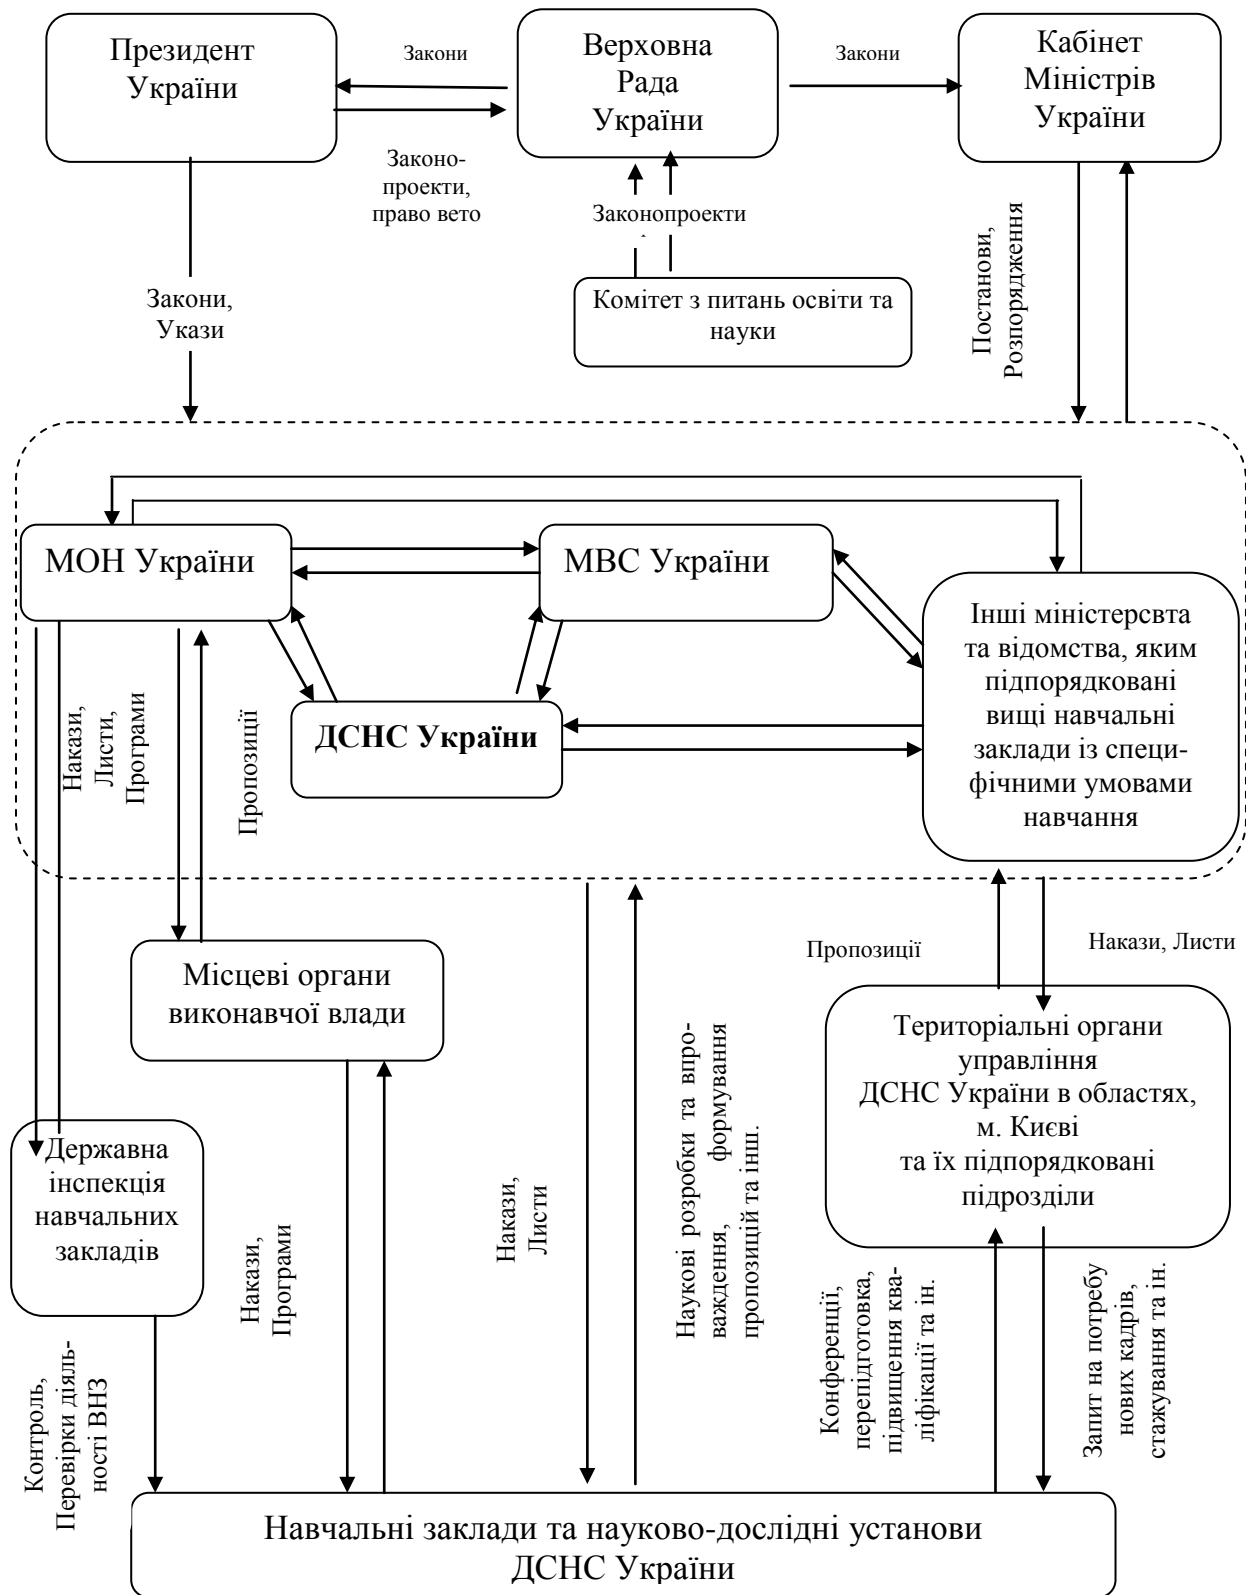 Президент
України
Закони
Верховна
Рада
України
Закони
Кабінет
Міністрів
України
Законо-
проекти,
право вето
Законопроекти
Закони,
Укази
Комітет з питань освіти та
науки
Постанови,
Розпорядження
МОН України
МВС України
Інші міністерсвта
та відомства, яким
підпорядковані
вищі навчальні
заклади із специ-
фічними умовами
навчання
ДСНС України
Накази,
Листи,
Програми
Пропозиції
Місцеві органи
виконавчої влади
Пропозиції
Накази, Листи
Територіальні органи
управління
ДСНС України в областях,
м. Києві
та їх підпорядковані
підрозділи
Державна
інспекція
навчальних
закладів
Накази,
Програми
Накази,
Листи
Наукові розробки та впро-
вадження, формування
пропозицій та інш.
Конференції,
перепідготовка,
підвищення ква-
ліфікації та ін.
Запит на потребу
нових кадрів,
стажування та ін.
Контроль,
Перевірки діяль-
ності ВНЗ
Навчальні заклади та науково-дослідні установи
ДСНС України